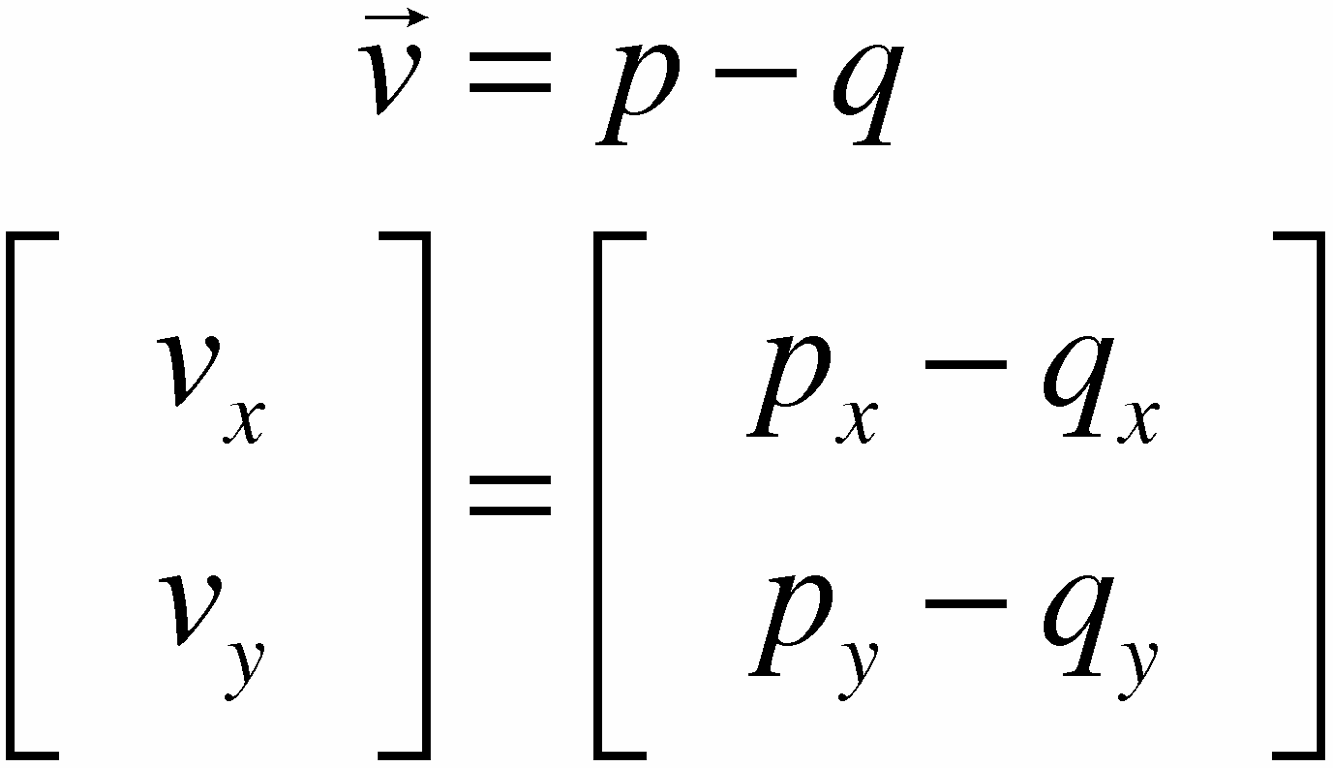 v⃗ = p − q
[ v_x ] = [ p_x − q_x ]
[ v_y ] = [ p_y − q_y ]